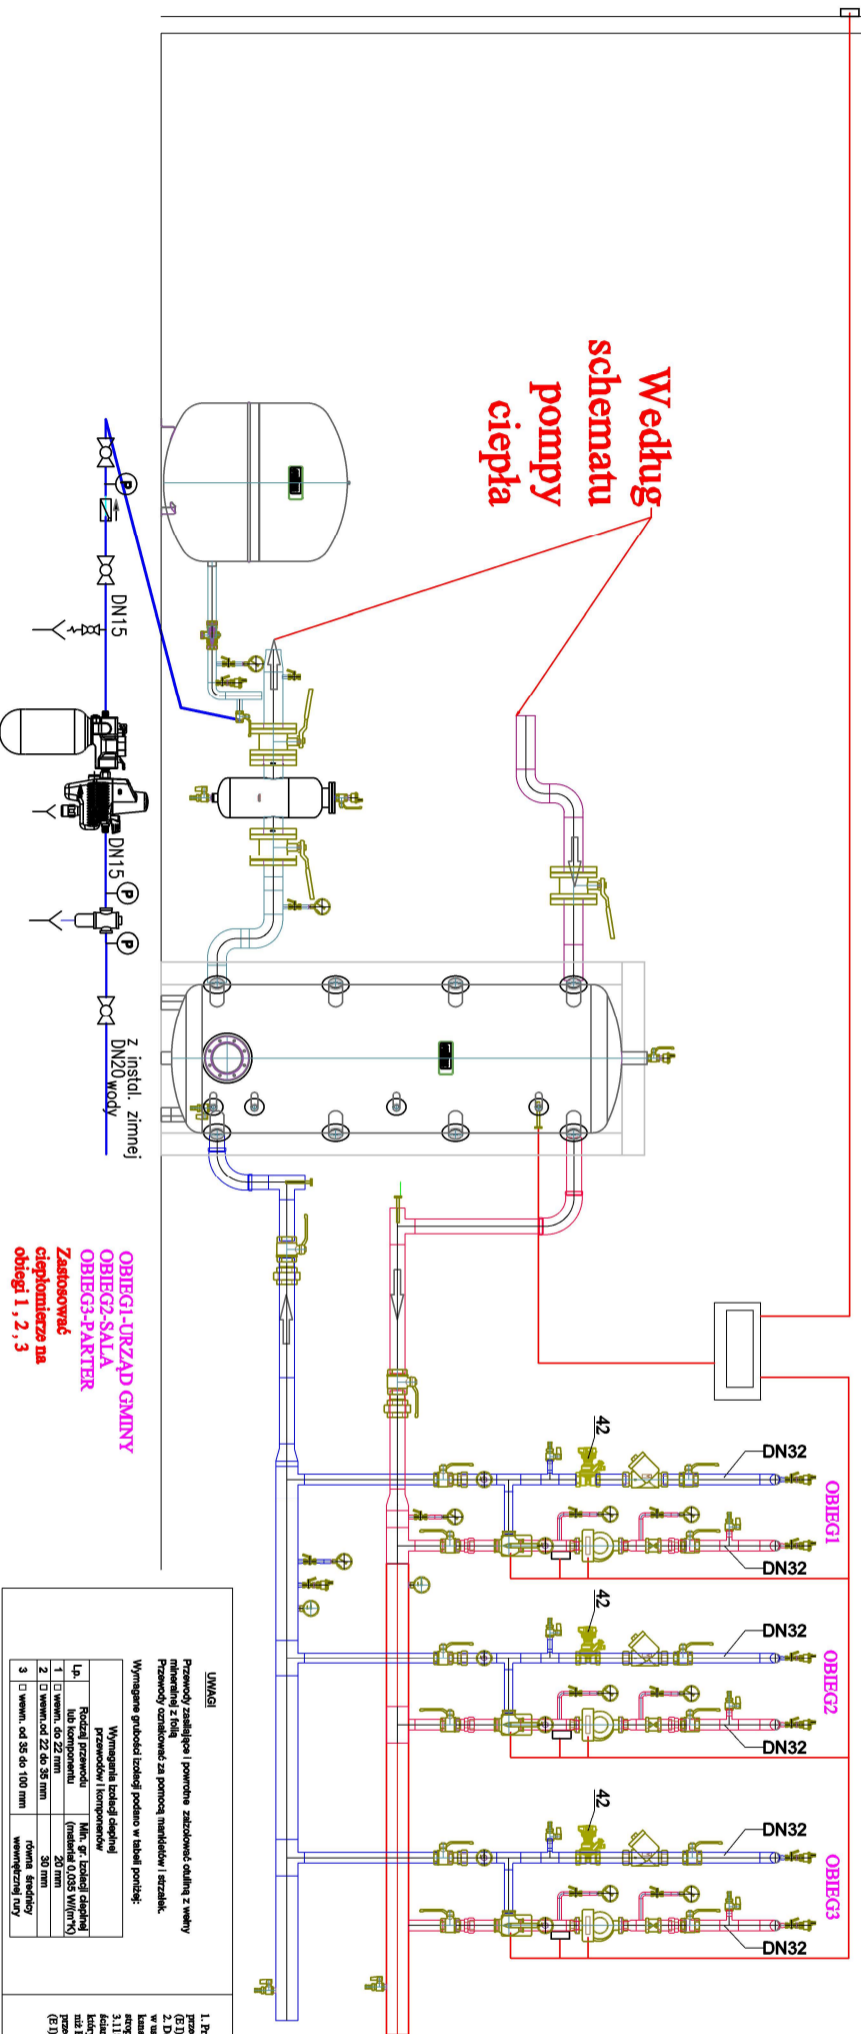 Według
schematu
pompy
ciepła
DN15
DN15
P
P
P
z instal. zimnej
DN20 wody
OBIEG1-URZĄD GMINY
OBIEG2-SALA
OBIEG3-PARTER
Zastosować
ciepłomierze na
obiegi 1 , 2 , 3
42
DN32
OBIEG1
DN32
42
DN32
OBIEG2
DN32
42
DN32
OBIEG3
DN32
UWAGI
Przewody zasilające i powrotne zaizolować otuliną z wełny
mineralnej z folią
Przewody oznakować za pomocą mankietów i strzałek.
Wymagane grubości izolacji podano w tabeli poniżej:
Wymagania izolacji cieplnej
przewodów i komponentów
Lp. Rodzaj przewodu lub komponentu Min. gr. izolacji cieplnej (materiał 0.035 W/(m*K)
1 wewn. do 22 mm 20 mm
2 wewn.od 22 do 35 mm 30 mm
3 wewn. od 35 do 100 mm równa średnicy wewnętrznej rury